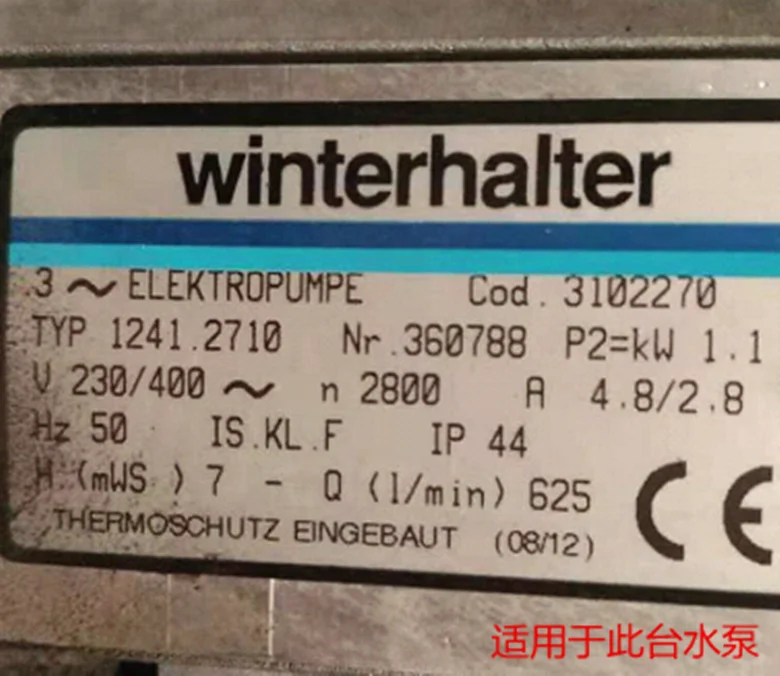 winterhalter
3 ~ ELEKTROPUMPE Cod. 3102270
TYP 1241.2710 Nr.360788 P2=kW 1.1
V 230/400 ~ n 2800 A 4.8/2.8
Hz 50 IS.KL.F IP 44
H (mWS ) 7 - Q (l/min) 625
CE
THERMOSCHUTZ EINGEBAUT (08/12)
适用于此台水泵